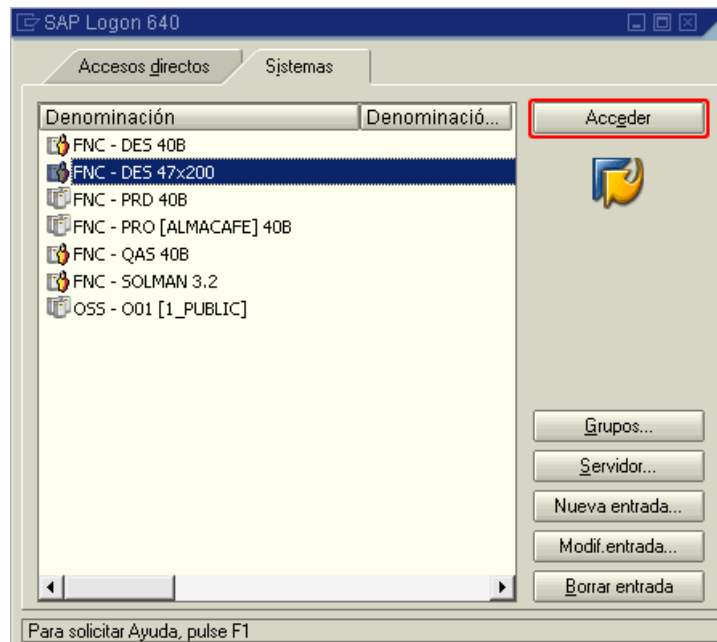 SAP Logon 640
Accesos directos
Sistemas
Denominación
Denominació...
FNC - DES 40B
FNC - DES 47x200
FNC - PRD 40B
FNC - PRO [ALMACAFE] 40B
FNC - QAS 40B
FNC - SOLMAN 3.2
OSS - O01 [1_PUBLIC]
Acceder
Grupos...
Servidor...
Nueva entrada...
Modif.entrada...
Borrar entrada
Para solicitar Ayuda, pulse F1